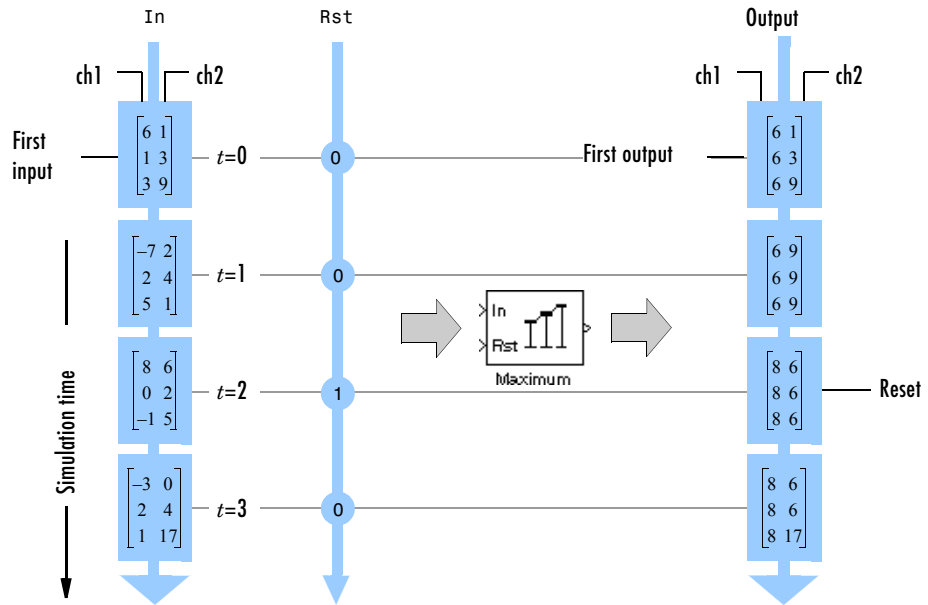 In Rst Output
ch1 ch2 ch1 ch2
First input
6 1
1 3
3 9
t=0
0
First output
6 1
6 3
6 9
−7 2
2 4
5 1
t=1
0
6 9
6 9
6 9
In
Rst
Maximum
Simulation time
8 6
0 2
−1 5
t=2
1
8 6
8 6
8 6
Reset
−3 0
2 4
1 17
t=3
0
8 6
8 6
8 17